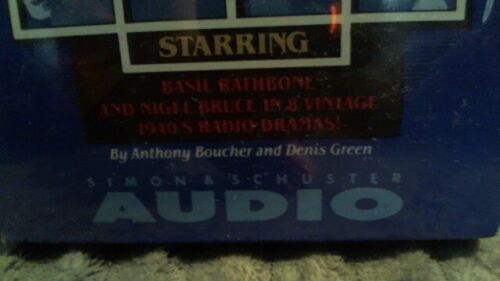 STARRING
BASIL RATHBONE
AND NIGEL BRUCE IN 8 VINTAGE
1940'S RADIO DRAMAS!
By Anthony Boucher and Denis Green
SIMON & SCHUSTER
AUDIO